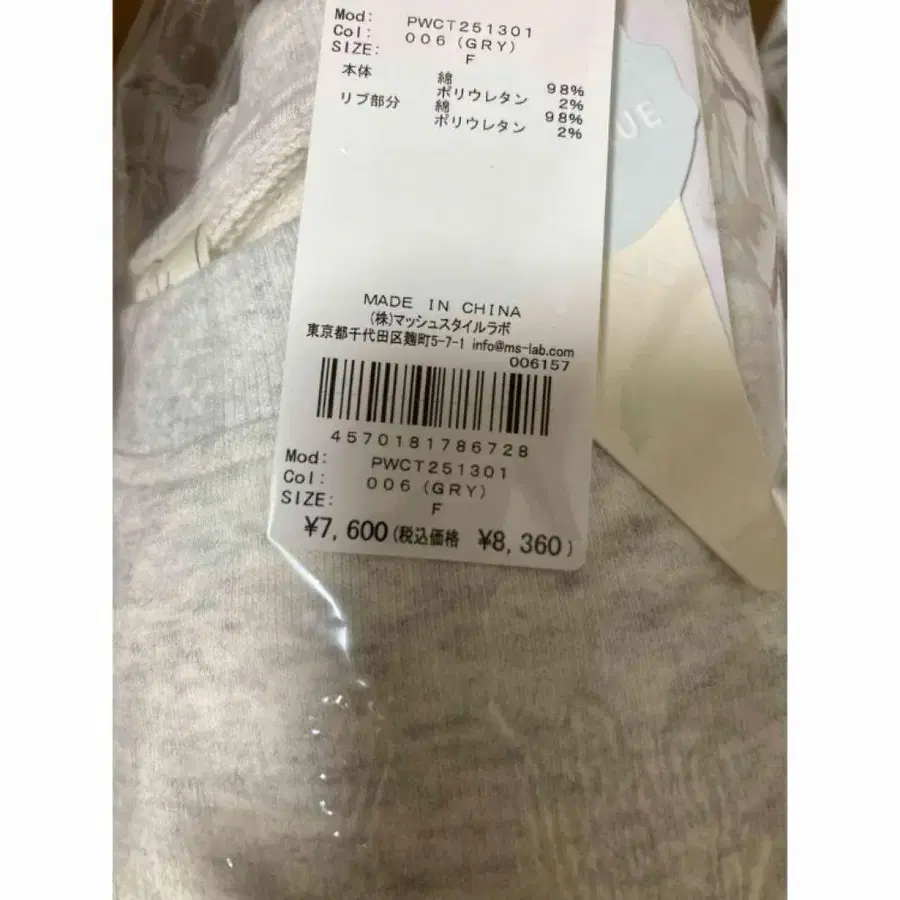 Mod: PWCT251301
Col: 006 (GRY)
SIZE: F
本体 綿 98%
ポリウレタン 2%
リブ部分 綿 98%
ポリウレタン 2%
UE
MADE IN CHINA
(株)マッシュスタイルラボ
東京都千代田区麹町5-7-1 info@ms-lab.com
006157
4570181786728
Mod: PWCT251301
Col: 006 (GRY)
SIZE: F
¥7,600(税込価格 ¥8,360)